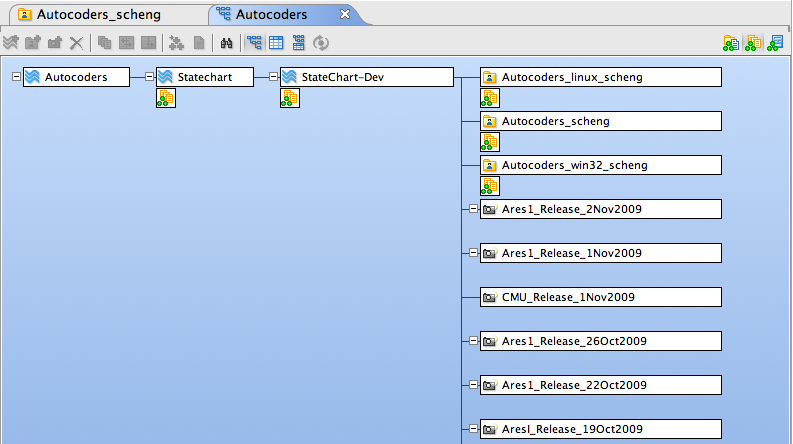 Autocoders_scheng
Autocoders
Autocoders
Statechart
StateChart-Dev
Autocoders_linux_scheng
Autocoders_scheng
Autocoders_win32_scheng
Ares1_Release_2Nov2009
Ares1_Release_1Nov2009
CMU_Release_1Nov2009
Ares1_Release_26Oct2009
Ares1_Release_22Oct2009
AresI_Release_19Oct2009